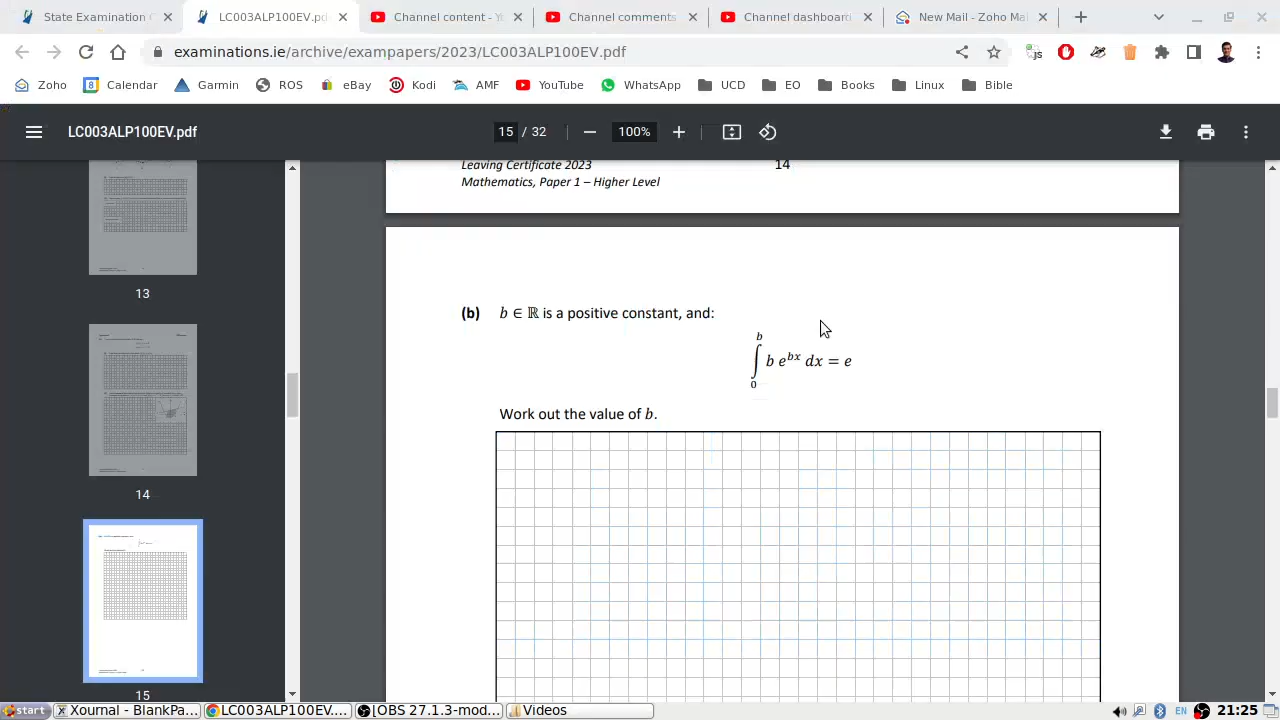 State Examination C
LC003ALP100EV.pdf
Channel content - Y
Channel comments
Channel dashboard
New Mail - Zoho Ma
examinations.ie/archive/exampapers/2023/LC003ALP100EV.pdf
Zoho
Calendar
Garmin
ROS
eBay
Kodi
AMF
YouTube
WhatsApp
UCD
EO
Books
Linux
Bible
LC003ALP100EV.pdf
15 / 32
100%
13
14
15
Leaving Certificate 2023
14
Mathematics, Paper 1 – Higher Level
(b) b ∈ ℝ is a positive constant, and:
∫₀ᵇ b e^{bx} dx = e
Work out the value of b.
start
Xournal - BlankPa...
LC003ALP100EV....
[OBS 27.1.3-mod...
Videos
EN
21:25